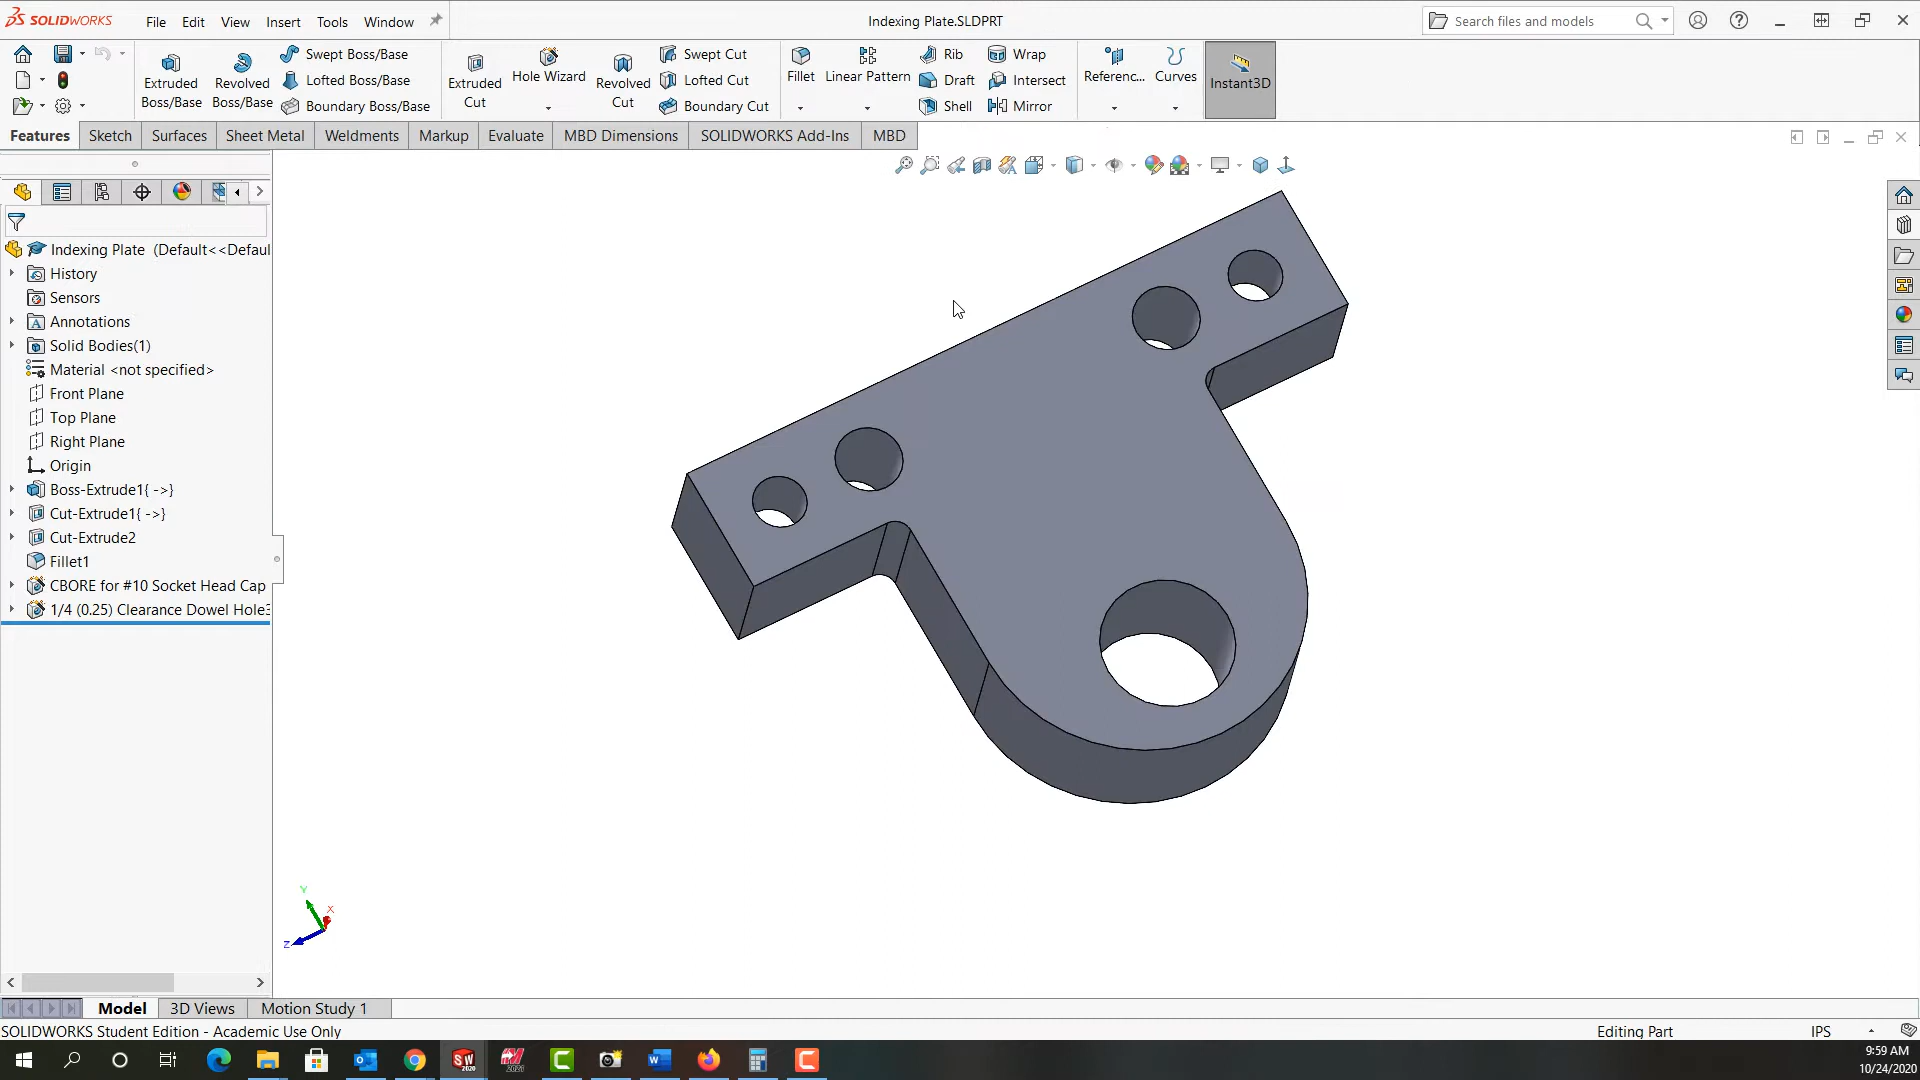 SOLIDWORKS File Edit View Insert Tools Window Indexing Plate.SLDPRT Search files and models
Extruded Boss/Base
Revolved Boss/Base
Swept Boss/Base
Lofted Boss/Base
Boundary Boss/Base
Extruded Cut
Hole Wizard
Revolved Cut
Swept Cut
Lofted Cut
Boundary Cut
Fillet
Linear Pattern
Rib
Draft
Shell
Wrap
Intersect
Mirror
Referenc...
Curves
Instant3D
Features Sketch Surfaces Sheet Metal Weldments Markup Evaluate MBD Dimensions SOLIDWORKS Add-Ins MBD
Indexing Plate (Default<<Defaul
History
Sensors
Annotations
Solid Bodies(1)
Material <not specified>
Front Plane
Top Plane
Right Plane
Origin
Boss-Extrude1{ ->}
Cut-Extrude1{ ->}
Cut-Extrude2
Fillet1
CBORE for #10 Socket Head Cap
1/4 (0.25) Clearance Dowel Hole3
Y
X
Z
Model 3D Views Motion Study 1
SOLIDWORKS Student Edition - Academic Use Only Editing Part IPS
9:59 AM
10/24/2020